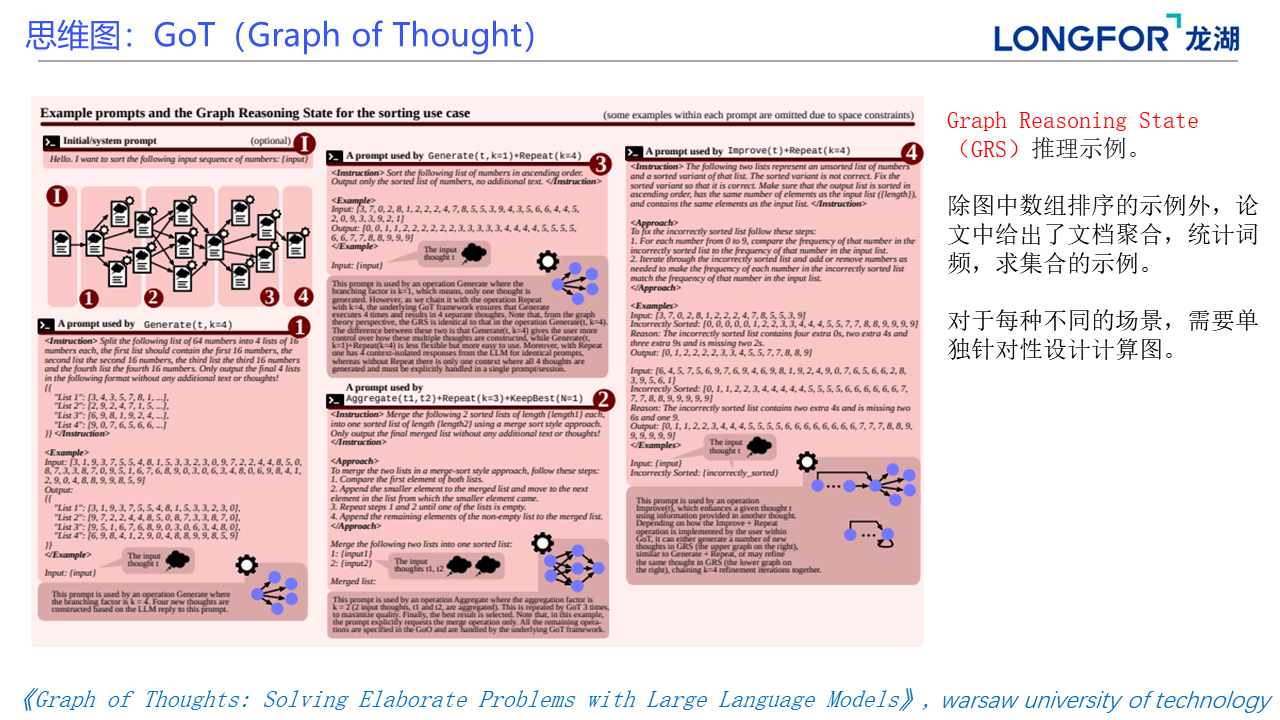 思维图：GoT（Graph of Thought）
LONGFOR 龙湖
Example prompts and the Graph Reasoning State for the sorting use case
(some examples within each prompt are omitted due to space constraints)
Initial/system prompt (optional)
I
Hello. I want to sort the following input sequence of numbers: {input}
I
1
2
3
4
A prompt used by Generate(t,k=4)
1
<Instruction> Split the following list of 64 numbers into 4 lists of 16
numbers each, the first list should contain the first 16 numbers,
the second list the second 16 numbers, the third list the third 16 numbers
and the fourth list the fourth 16 numbers. Only output the final 4 lists
in the following format without any additional text or thoughts!
{{
"List 1": [3, 4, 3, 5, 7, 8, 1, ...],
"List 2": [2, 9, 2, 4, 7, 1, 5, ...],
"List 3": [6, 9, 8, 1, 9, 2, 4, ...],
"List 4": [9, 0, 7, 6, 5, 6, 6, ...]
}} </Instruction>
<Example>
Input: [3, 1, 9, 3, 7, 5, 5, 4, 8, 1, 5, 3, 3, 2, 3, 0, 9, 7, 2, 2, 4, 4, 8, 5, 0,
8, 7, 3, 3, 8, 7, 0, 9, 5, 1, 6, 7, 6, 8, 9, 0, 3, 0, 6, 3, 4, 8, 0, 6, 9, 8, 4, 1,
2, 9, 0, 4, 8, 8, 9, 9, 8, 5, 9]
Output:
{{
"List 1": [3, 1, 9, 3, 7, 5, 5, 4, 8, 1, 5, 3, 3, 2, 3, 0],
"List 2": [9, 7, 2, 2, 4, 4, 8, 5, 0, 8, 7, 3, 3, 8, 7, 0],
"List 3": [9, 5, 1, 6, 7, 6, 8, 9, 0, 3, 0, 6, 3, 4, 8, 0],
"List 4": [6, 9, 8, 4, 1, 2, 9, 0, 4, 8, 8, 9, 9, 8, 5, 9]
}}
</Example>
The input
thought t
Input: {input}
This prompt is used by an operation Generate where
the branching factor is k = 4. Four new thoughts are
constructed based on the LLM reply to this prompt.
A prompt used by Generate(t,k=1)+Repeat(k=4)
3
<Instruction> Sort the following list of numbers in ascending order.
Output only the sorted list of numbers, no additional text. </Instruction>
<Example>
Input: [3, 7, 0, 2, 8, 1, 2, 2, 2, 4, 7, 8, 5, 5, 3, 9, 4, 3, 5, 6, 6, 4, 4, 5,
2, 0, 9, 3, 3, 9, 2, 1]
Output: [0, 0, 1, 1, 2, 2, 2, 2, 2, 2, 3, 3, 3, 3, 3, 4, 4, 4, 4, 5, 5, 5, 5,
6, 6, 7, 7, 8, 8, 9, 9, 9]
</Example>
The input
thought t
Input: {input}
This prompt is used by an operation Generate where the
branching factor is k=1, which means, only one thought is
generated. However, as we chain it with the operation Repeat
with k=4, the underlying GoT framework ensures that Generate
executes 4 times and results in 4 separate thoughts. Note that, from the graph
theory perspective, the GRS is identical to that in the operation Generate(t, k=4).
The difference between these two is that Generate(t, k=4) gives the user more
control over how these multiple thoughts are constructed, while Generate(t,
k=1)+Repeat(k=4) is less flexible but more easy to use. Moreover, with Repeat
one has 4 context-isolated responses from the LLM for identical prompts,
whereas without Repeat there is only one context where all 4 thoughts are
generated and must be explicitly handled in a single prompt/session.
A prompt used by
Aggregate(t1,t2)+Repeat(k=3)+KeepBest(N=1)
2
<Instruction> Merge the following 2 sorted lists of length {length1} each,
into one sorted list of length {length2} using a merge sort style approach.
Only output the final merged list without any additional text or thoughts!
</Instruction>
<Approach>
To merge the two lists in a merge-sort style approach, follow these steps:
1. Compare the first element of both lists.
2. Append the smaller element to the merged list and move to the next
element in the list from which the smaller element came.
3. Repeat steps 1 and 2 until one of the lists is empty.
4. Append the remaining elements of the non-empty list to the merged list.
</Approach>
Merge the following two lists into one sorted list:
1: {input1}
2: {input2}
The input
thoughts t1, t2
Merged list:
This prompt is used by an operation Aggregate where the aggregation factor is
k = 2 (2 input thoughts, t1 and t2, are aggregated). This is repeated by GoT 3 times,
to maximize quality. Finally, the best result is selected. Note that, in this example,
the prompt explicitly requests the merge operation only. All the remaining opera-
tions are specified in the GoO and are handled by the underlying GoT framework.
A prompt used by Improve(t)+Repeat(k=4)
4
<Instruction> The following two lists represent an unsorted list of numbers
and a sorted variant of that list. The sorted variant is not correct. Fix the
sorted variant so that it is correct. Make sure that the output list is sorted in
ascending order, has the same number of elements as the input list ({length}),
and contains the same elements as the input list. </Instruction>
<Approach>
To fix the incorrectly sorted list follow these steps:
1. For each number from 0 to 9, compare the frequency of that number in the
incorrectly sorted list to the frequency of that number in the input list.
2. Iterate through the incorrectly sorted list and add or remove numbers as
needed to make the frequency of each number in the incorrectly sorted list
match the frequency of that number in the input list.
</Approach>
<Examples>
Input: [3, 7, 0, 2, 8, 1, 2, 2, 2, 4, 7, 8, 5, 5, 3, 9]
Incorrectly Sorted: [0, 0, 0, 0, 0, 1, 2, 2, 3, 3, 4, 4, 4, 5, 5, 7, 7, 8, 8, 9, 9, 9, 9]
Reason: The incorrectly sorted list contains four extra 0s, two extra 4s and
three extra 9s and is missing two 2s.
Output: [0, 1, 2, 2, 2, 2, 3, 3, 4, 5, 5, 7, 7, 8, 8, 9]
Input: [6, 4, 5, 7, 5, 6, 9, 7, 6, 9, 4, 6, 9, 8, 1, 9, 2, 4, 9, 0, 7, 6, 5, 6, 6, 2, 8,
3, 9, 5, 6, 1]
Incorrectly Sorted: [0, 1, 1, 2, 2, 3, 4, 4, 4, 4, 4, 5, 5, 5, 5, 6, 6, 6, 6, 6, 6, 7,
7, 7, 8, 8, 9, 9, 9, 9, 9]
Reason: The incorrectly sorted list contains two extra 4s and is missing two
6s and one 9.
Output: [0, 1, 1, 2, 2, 3, 4, 4, 4, 5, 5, 5, 5, 6, 6, 6, 6, 6, 6, 6, 6, 7, 7, 7, 8, 8, 9,
9, 9, 9, 9, 9]
</Examples>
The input
thought t
Input: {input}
Incorrectly Sorted: {incorrectly_sorted}
This prompt is used by an operation
Improve(t), which enhances a given thought t
using information provided in another thought.
Depending on how the Improve + Repeat
operation is implemented by the user within
GoT, it can either generate a number of new
thoughts in GRS (the upper graph on the right),
similar to Generate + Repeat, or may refine
the same thought in GRS (the lower graph on
the right), chaining k=4 refinement iterations together.
Graph Reasoning State
（GRS）推理示例。
除图中数组排序的示例外，论
文中给出了文档聚合，统计词
频，求集合的示例。
对于每种不同的场景，需要单
独针对性设计计算图。
《Graph of Thoughts: Solving Elaborate Problems with Large Language Models》, warsaw university of technology